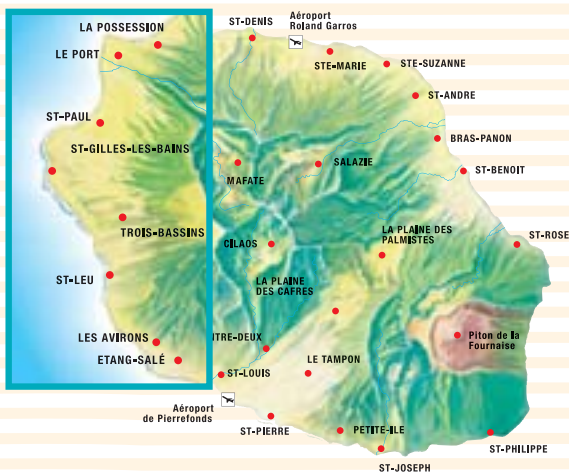 LA POSSESSION
LE PORT
ST-PAUL
ST-GILLES-LES-BAINS
TROIS-BASSINS
ST-LEU
LES AVIRONS
ETANG-SALÉ
ST-DENIS
Aéroport
Roland Garros
STE-MARIE
STE-SUZANNE
ST-ANDRE
BRAS-PANON
ST-BENOIT
MAFATE
SALAZIE
CILAOS
LA PLAINE DES
PALMISTES
ST-ROSE
LA PLAINE
DES CAFRES
NTRE-DEUX
Piton de la
Fournaise
ST-LOUIS
LE TAMPON
Aéroport
de Pierrefonds
ST-PIERRE
PETITE-ILE
ST-JOSEPH
ST-PHILIPPE